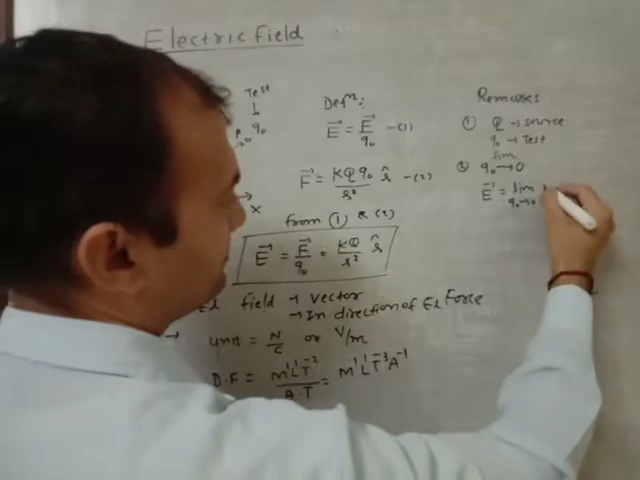 Electric Field
Test
P q₀
x
Defⁿ:
E⃗ = E⃗/q₀ —(1)
F⃗ = KQq₀/r² r̂ —(2)
from ① & (2)
E⃗ = E⃗/q₀ = KQ/r² r̂
El field → Vector
→ In direction of El Force
Unit = N/C or V/m
D.F = M¹L¹T⁻²/A·T = M¹L¹T⁻³A⁻¹
Remarks
① Q → source
q₀ → Test
② lim q₀→0
E⃗ = lim q₀→0